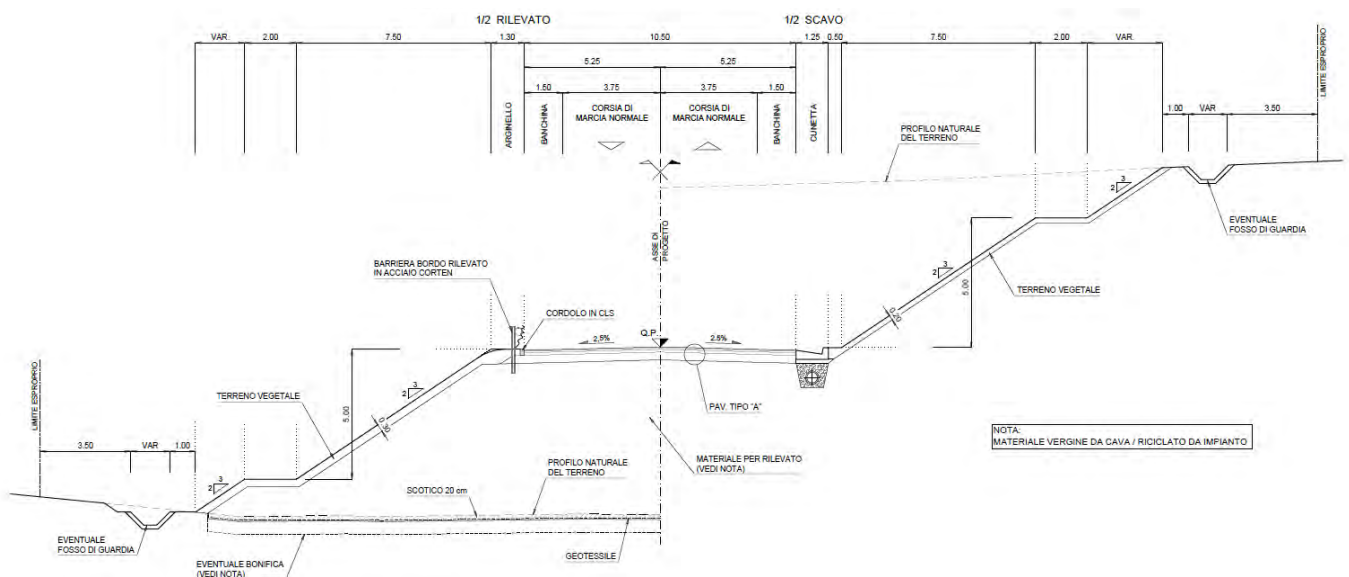 1/2 RILEVATO
1/2 SCAVO
VAR.
2.00
7.50
1.30
10.50
1.25
0.50
7.50
2.00
VAR.
5.25
5.25
1.50
3.75
3.75
1.50
1.00
VAR
3.50
LIMITE ESPROPRIO
ARGINELLO
BANCHINA
CORSIA DI
MARCIA NORMALE
CORSIA DI
MARCIA NORMALE
BANCHINA
CUNETTA
PROFILO NATURALE
DEL TERRENO
3
2
EVENTUALE
FOSSO DI GUARDIA
ASSE DI
PROGETTO
BARRIERA BORDO RILEVATO
IN ACCIAIO CORTEN
3
2
5.00
TERRENO VEGETALE
0.20
CORDOLO IN CLS
Q.P.
2,5%
2.5%
LIMITE ESPROPRIO
TERRENO VEGETALE
3
2
5.00
0.30
PAV. TIPO "A"
NOTA:
MATERIALE VERGINE DA CAVA / RICICLATO DA IMPIANTO
3.50
VAR
1.00
MATERIALE PER RILEVATO
(VEDI NOTA)
PROFILO NATURALE
DEL TERRENO
3
2
SCOTICO 20 cm
EVENTUALE
FOSSO DI GUARDIA
GEOTESSILE
EVENTUALE BONIFICA
(VEDI NOTA)